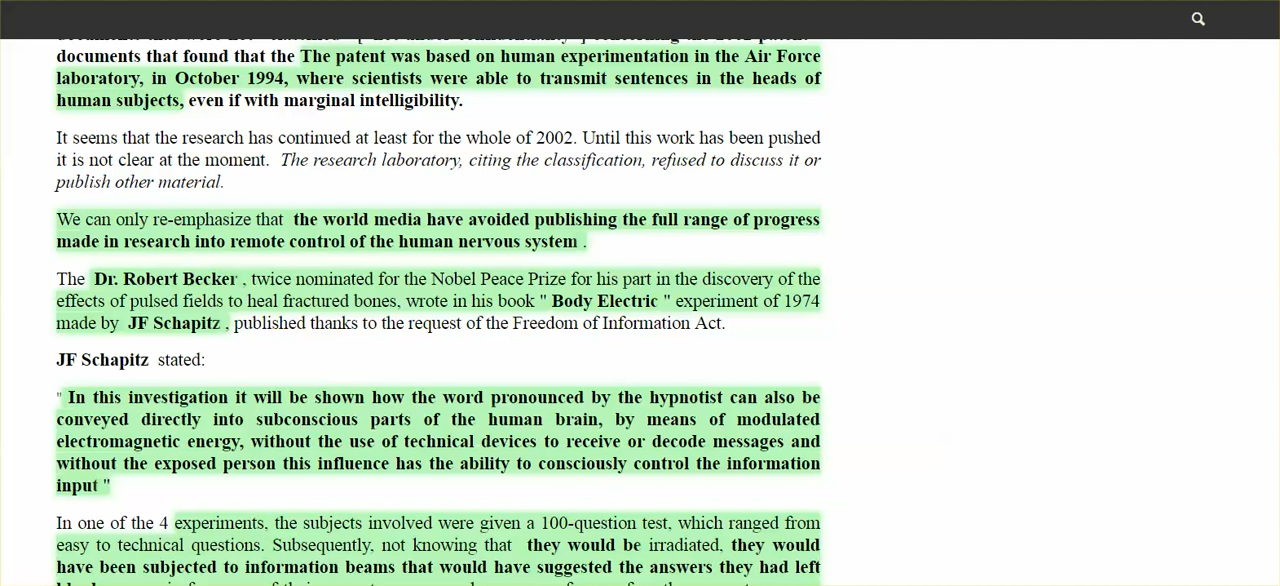 documents that found that the The patent was based on human experimentation in the Air Force
laboratory, in October 1994, where scientists were able to transmit sentences in the heads of
human subjects, even if with marginal intelligibility.
It seems that the research has continued at least for the whole of 2002. Until this work has been pushed
it is not clear at the moment. The research laboratory, citing the classification, refused to discuss it or
publish other material.
We can only re-emphasize that the world media have avoided publishing the full range of progress
made in research into remote control of the human nervous system .
The Dr. Robert Becker , twice nominated for the Nobel Peace Prize for his part in the discovery of the
effects of pulsed fields to heal fractured bones, wrote in his book " Body Electric " experiment of 1974
made by JF Schapitz , published thanks to the request of the Freedom of Information Act.
JF Schapitz stated:
" In this investigation it will be shown how the word pronounced by the hypnotist can also be
conveyed directly into subconscious parts of the human brain, by means of modulated
electromagnetic energy, without the use of technical devices to receive or decode messages and
without the exposed person this influence has the ability to consciously control the information
input "
In one of the 4 experiments, the subjects involved were given a 100-question test, which ranged from
easy to technical questions. Subsequently, not knowing that they would be irradiated, they would
have been subjected to information beams that would have suggested the answers they had left